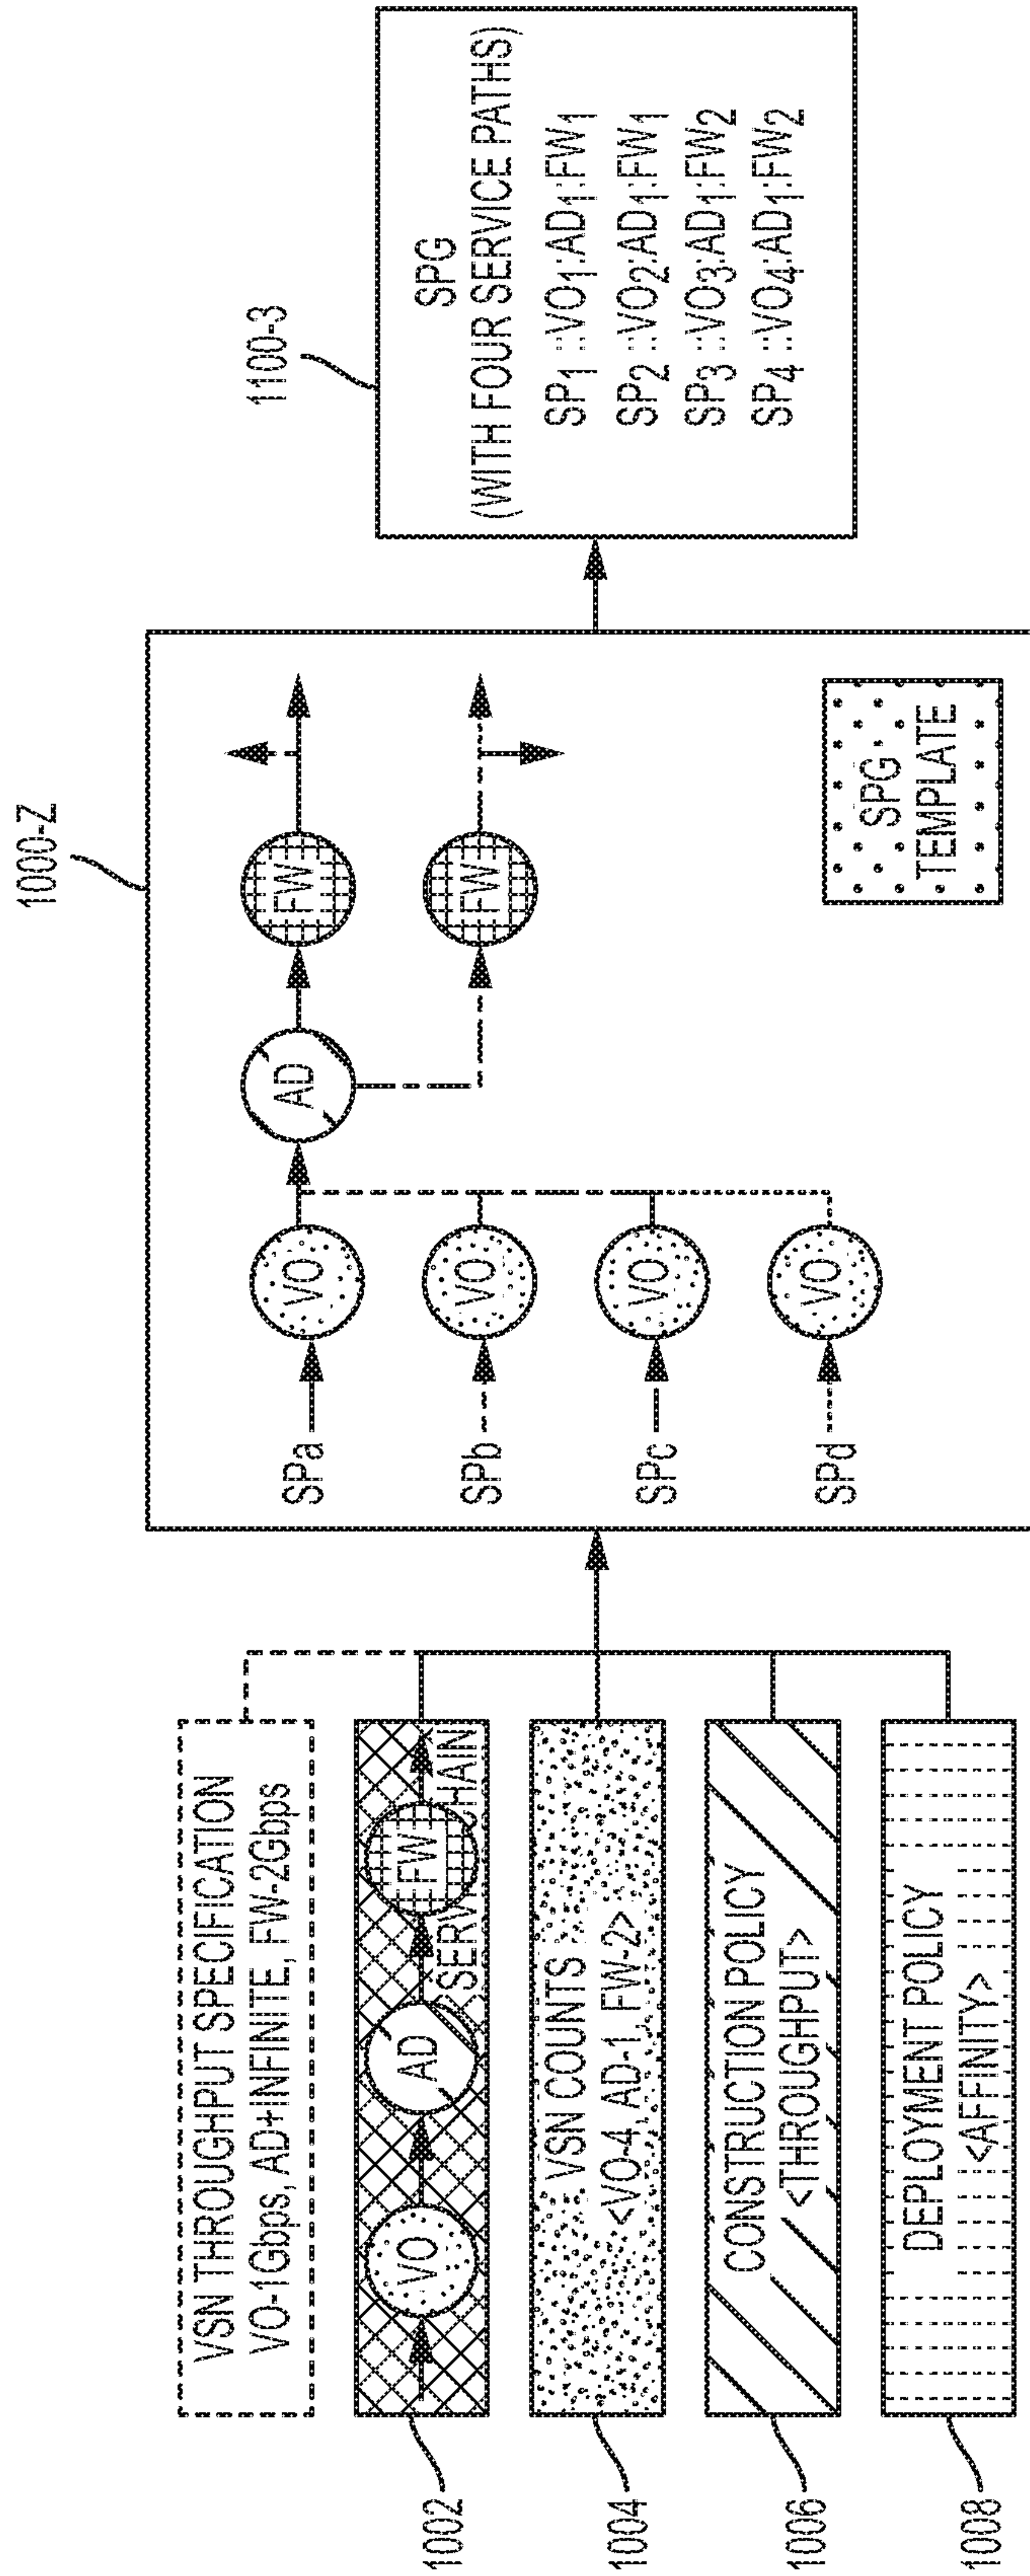 VSN THROUGHPUT SPECIFICATION
VO-1Gbps, AD+INFINITE, FW-2Gbps
1002
VO
AD
FW
SERVICE CHAIN
1004
VSN COUNTS
<VO-4, AD-1, FW-2>
1006
CONSTRUCTION POLICY
<THROUGHPUT>
1008
DEPLOYMENT POLICY
<AFFINITY>
1000-Z
SPa
VO
AD
FW
SPb
VO
FW
SPc
VO
SPd
VO
SPG
TEMPLATE
1100-3
SPG
(WITH FOUR SERVICE PATHS)
SP1 ::VO1:AD1:FW1
SP2 ::VO2:AD1:FW1
SP3 ::VO3:AD1:FW2
SP4 ::VO4:AD1:FW2